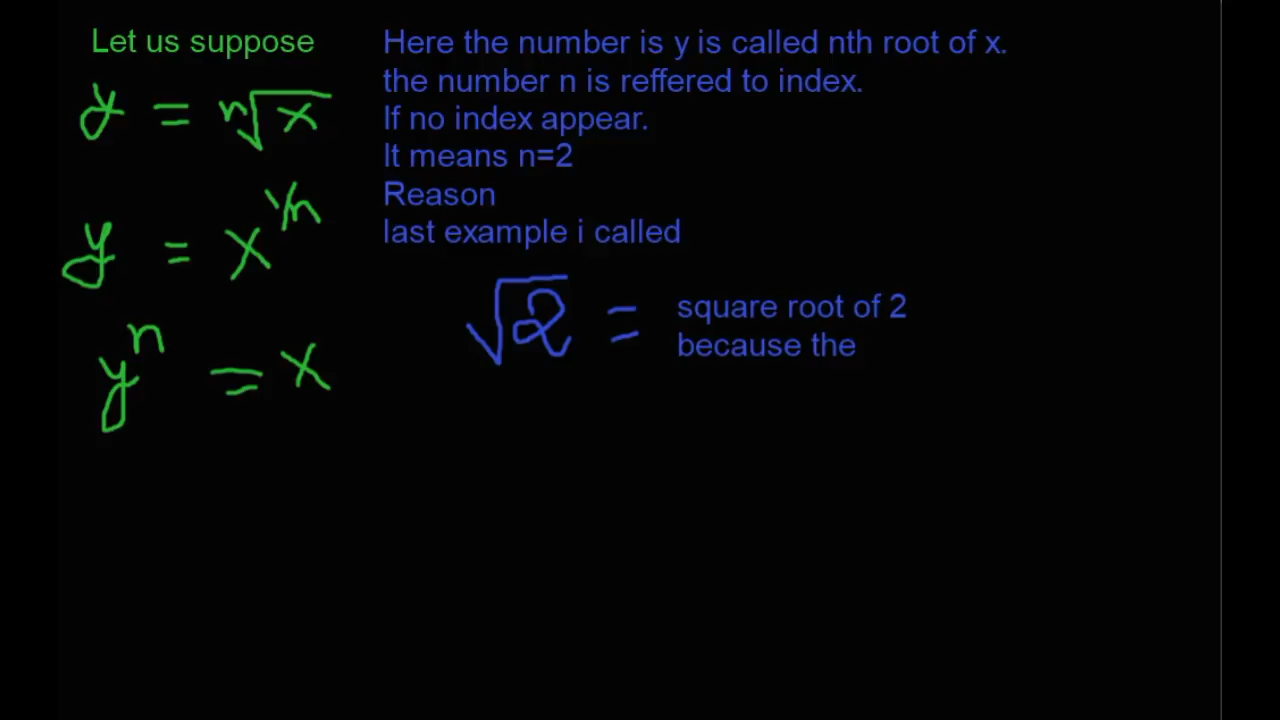 Let us suppose
y = ⁿ√x
y = x^1/n
yⁿ = x
Here the number is y is called nth root of x.
the number n is reffered to index.
If no index appear.
It means n=2
Reason
last example i called
√2 =
square root of 2
because the